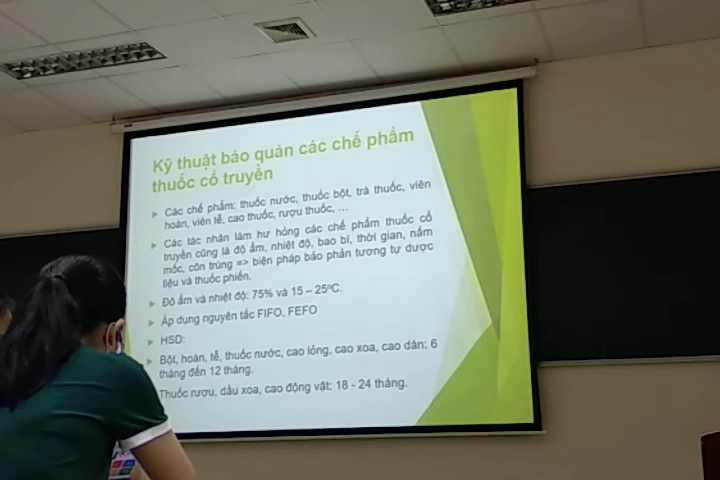 Kỹ thuật bảo quản các chế phẩm
thuốc cổ truyền
Các chế phẩm: thuốc nước, thuốc bột, trà thuốc, viên
hoàn, viên tễ, cao thuốc, rượu thuốc, ...
Các tác nhân làm hư hỏng các chế phẩm thuốc cổ
truyền cũng là độ ẩm, nhiệt độ, bao bì, thời gian, nấm
mốc, côn trùng => biện pháp bảo phản tương tự dược
liệu và thuốc phiến.
Độ ẩm và nhiệt độ: 75% và 15 – 25ºC.
Áp dụng nguyên tắc FIFO, FEFO
HSD:
Bột, hoàn, tễ, thuốc nước, cao lỏng, cao xoa, cao dán: 6
tháng đến 12 tháng.
Thuốc rượu, dầu xoa, cao động vật: 18 - 24 tháng.